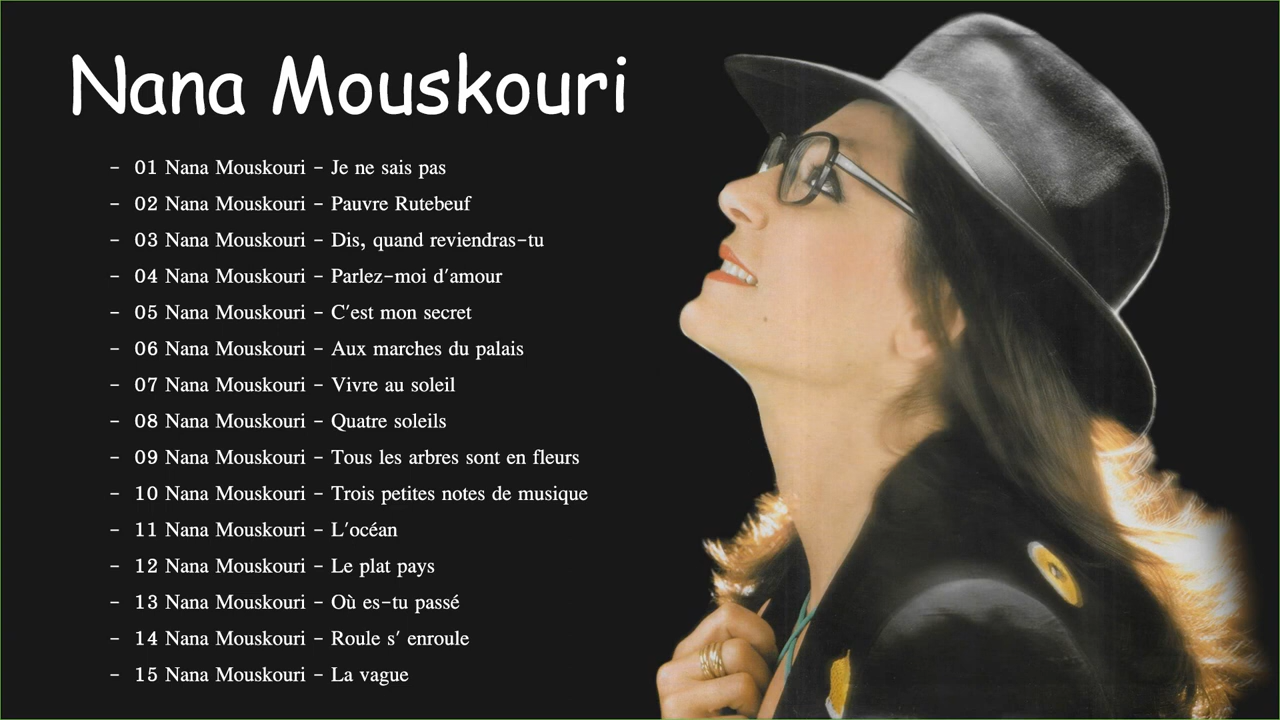 Nana Mouskouri
- 01 Nana Mouskouri - Je ne sais pas
- 02 Nana Mouskouri - Pauvre Rutebeuf
- 03 Nana Mouskouri - Dis, quand reviendras-tu
- 04 Nana Mouskouri - Parlez-moi d'amour
- 05 Nana Mouskouri - C'est mon secret
- 06 Nana Mouskouri - Aux marches du palais
- 07 Nana Mouskouri - Vivre au soleil
- 08 Nana Mouskouri - Quatre soleils
- 09 Nana Mouskouri - Tous les arbres sont en fleurs
- 10 Nana Mouskouri - Trois petites notes de musique
- 11 Nana Mouskouri - L'océan
- 12 Nana Mouskouri - Le plat pays
- 13 Nana Mouskouri - Où es-tu passé
- 14 Nana Mouskouri - Roule s' enroule
- 15 Nana Mouskouri - La vague